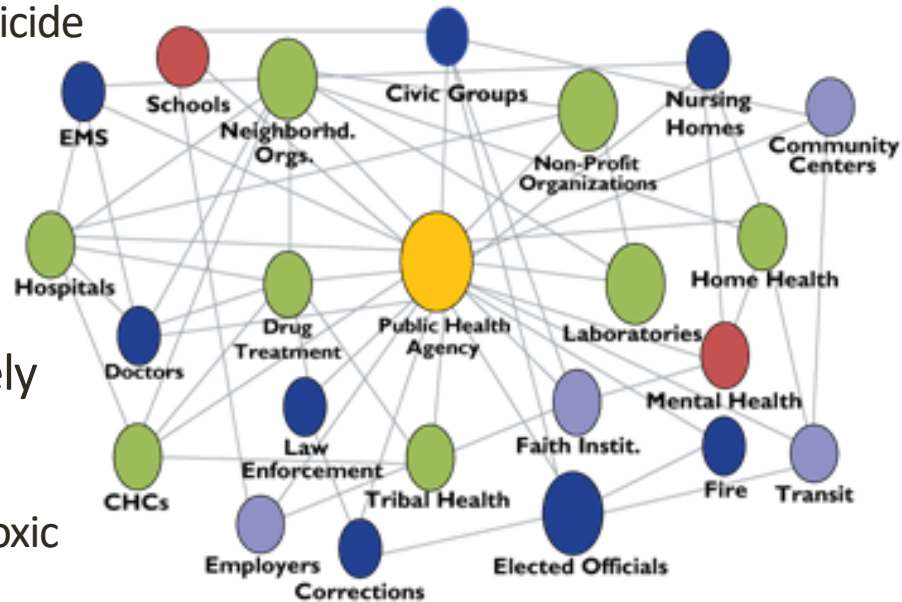 icide
Schools
Civic Groups
EMS
Neighborhd.
Orgs.
Nursing
Homes
Community
Centers
Non-Profit
Organizations
Hospitals
Home Health
Drug
Treatment
Public Health
Agency
Laboratories
Doctors
ely
Mental Health
Law
Enforcement
Faith Instit.
CHCs
Tribal Health
Fire
Transit
oxic
Employers
Elected Officials
Corrections